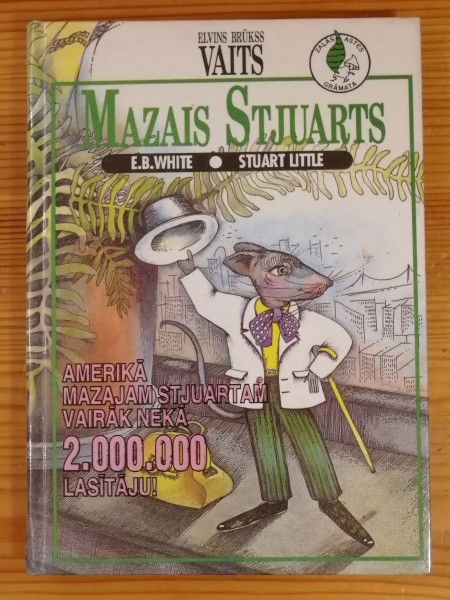 ELVINS BRŪKSS
VAITS
ZAĻAS ASTES
GRĀMATA
MAZAIS STJUARTS
E.B.WHITE ● STUART LITTLE
AMERIKĀ
MAZAJAM STJUARTAM
VAIRĀK NEKĀ
2.000.000
LASĪTĀJU!